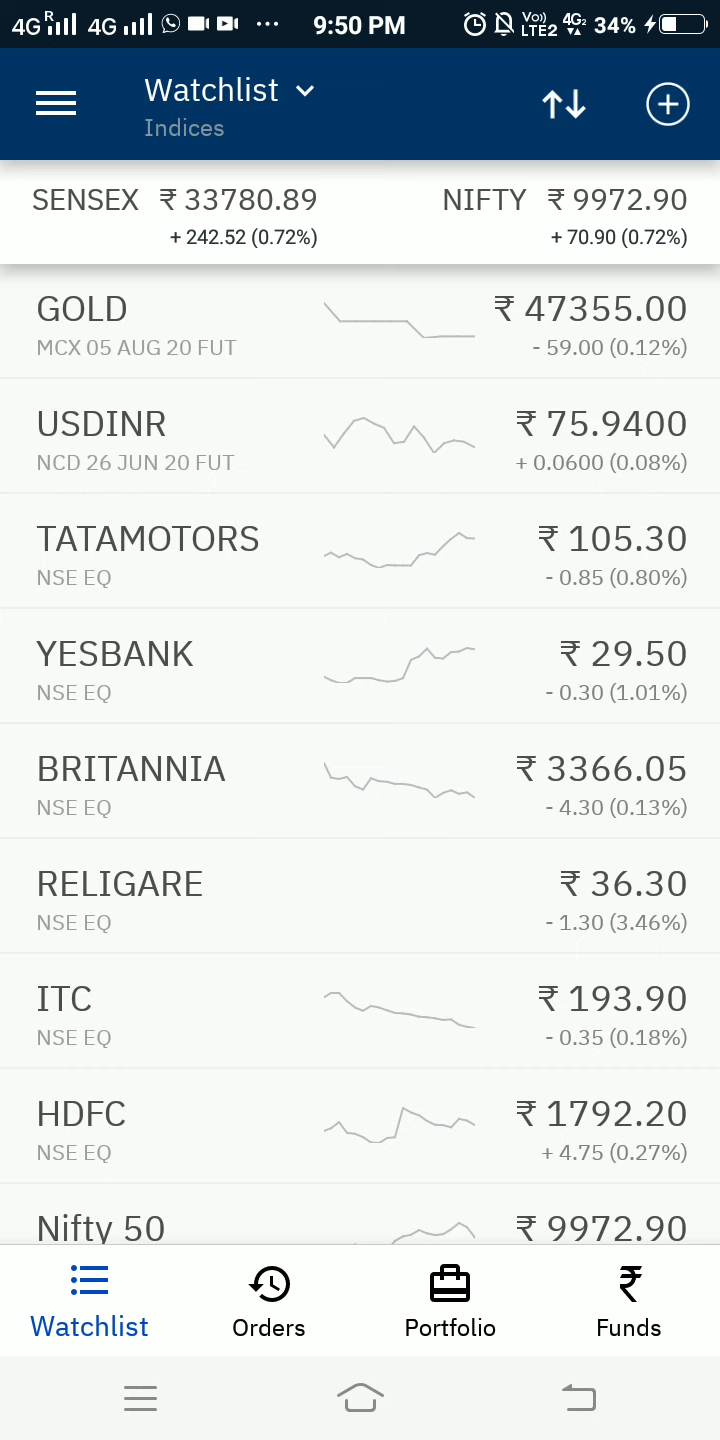 4G R 4G 9:50 PM Vo)) LTE2 4G2 34%
Watchlist
Indices
SENSEX ₹ 33780.89 NIFTY ₹ 9972.90
+ 242.52 (0.72%) + 70.90 (0.72%)
GOLD ₹ 47355.00
MCX 05 AUG 20 FUT - 59.00 (0.12%)
USDINR ₹ 75.9400
NCD 26 JUN 20 FUT + 0.0600 (0.08%)
TATAMOTORS ₹ 105.30
NSE EQ - 0.85 (0.80%)
YESBANK ₹ 29.50
NSE EQ - 0.30 (1.01%)
BRITANNIA ₹ 3366.05
NSE EQ - 4.30 (0.13%)
RELIGARE ₹ 36.30
NSE EQ - 1.30 (3.46%)
ITC ₹ 193.90
NSE EQ - 0.35 (0.18%)
HDFC ₹ 1792.20
NSE EQ + 4.75 (0.27%)
Nifty 50 ₹ 9972.90
Watchlist Orders Portfolio Funds